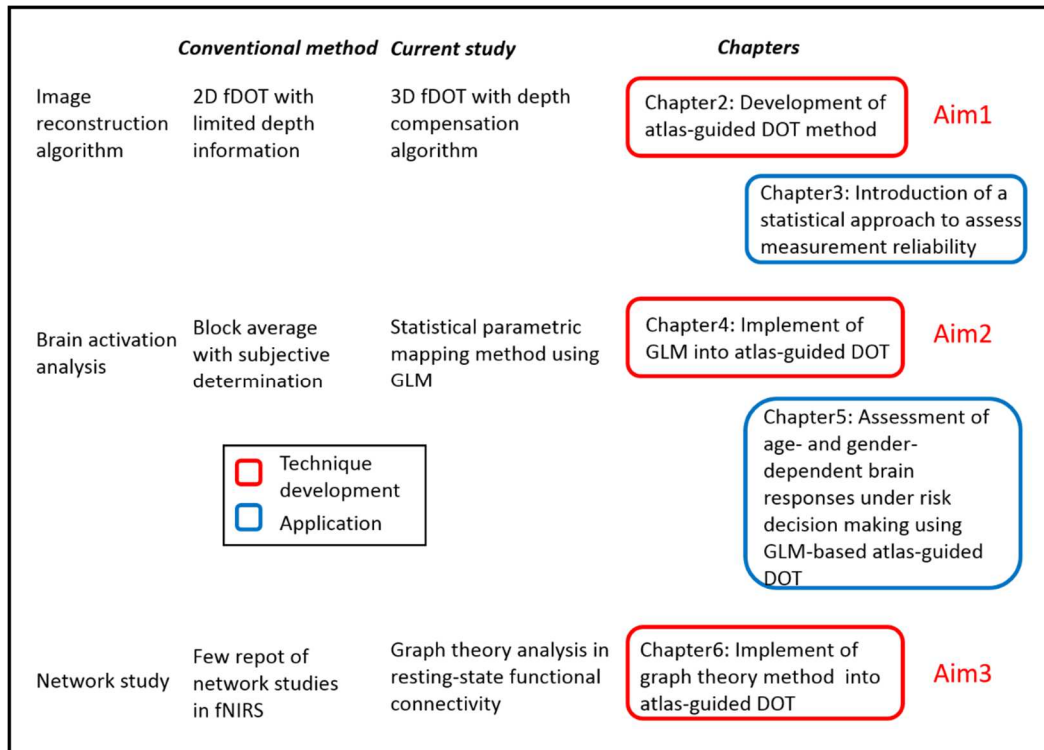 Conventional method Current study Chapters
Image
reconstruction
algorithm
2D fDOT with
limited depth
information
3D fDOT with depth
compensation
algorithm
Chapter2: Development of
atlas-guided DOT method
Aim1
Chapter3: Introduction of a
statistical approach to assess
measurement reliability
Brain activation
analysis
Block average
with subjective
determination
Statistical parametric
mapping method using
GLM
Chapter4: Implement of
GLM into atlas-guided DOT
Aim2
Chapter5: Assessment of
age- and gender-
dependent brain
responses under risk
decision making using
GLM-based atlas-guided
DOT
Technique
development
Application
Network study
Few repot of
network studies
in fNIRS
Graph theory analysis in
resting-state functional
connectivity
Chapter6: Implement of
graph theory method into
atlas-guided DOT
Aim3